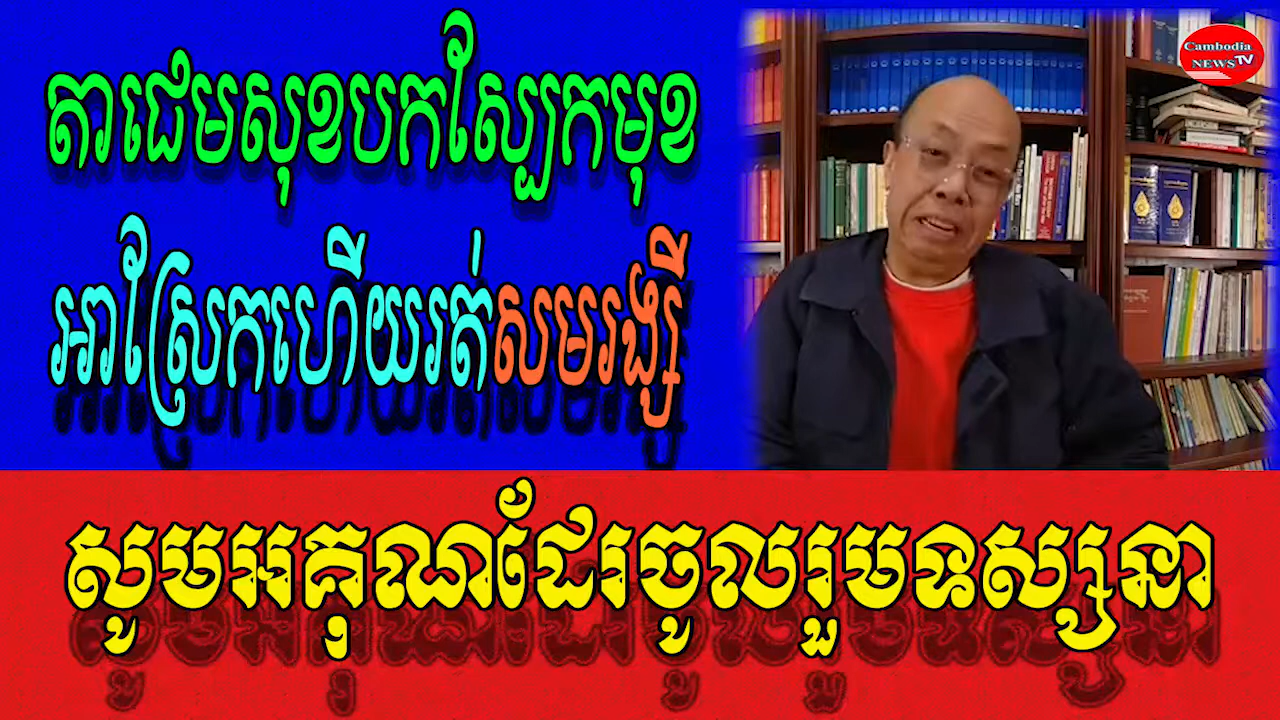 តាជេមសុខបកស្បែកមុខ
អាស្រែកហើយរត់សមរង្ស៊ី
សូមអគុណដែរចូលរួមទស្សនា
Cambodia
NEWS TV